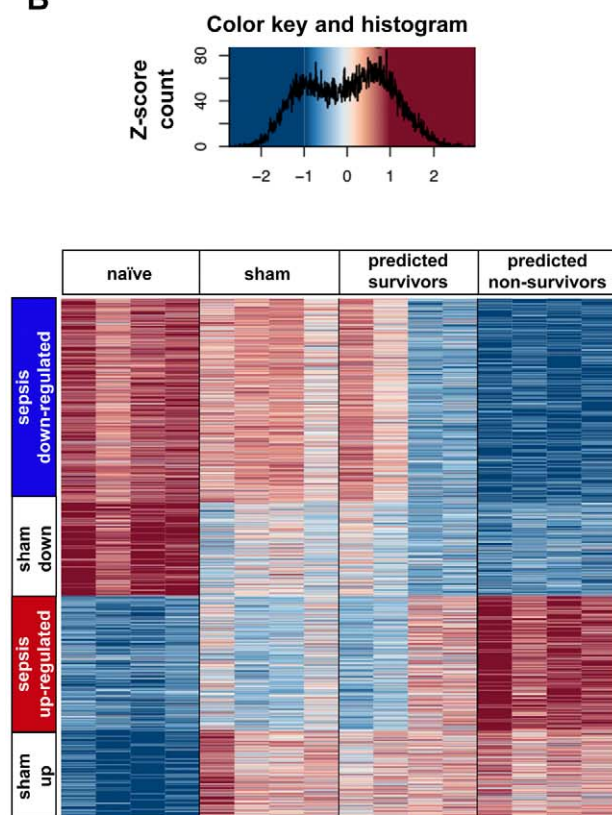 B
Color key and histogram
Z-score
count
0 40 80
−2 −1 0 1 2
naïve sham predicted survivors predicted non-survivors
sepsis
down-regulated
sham
down
sepsis
up-regulated
sham
up